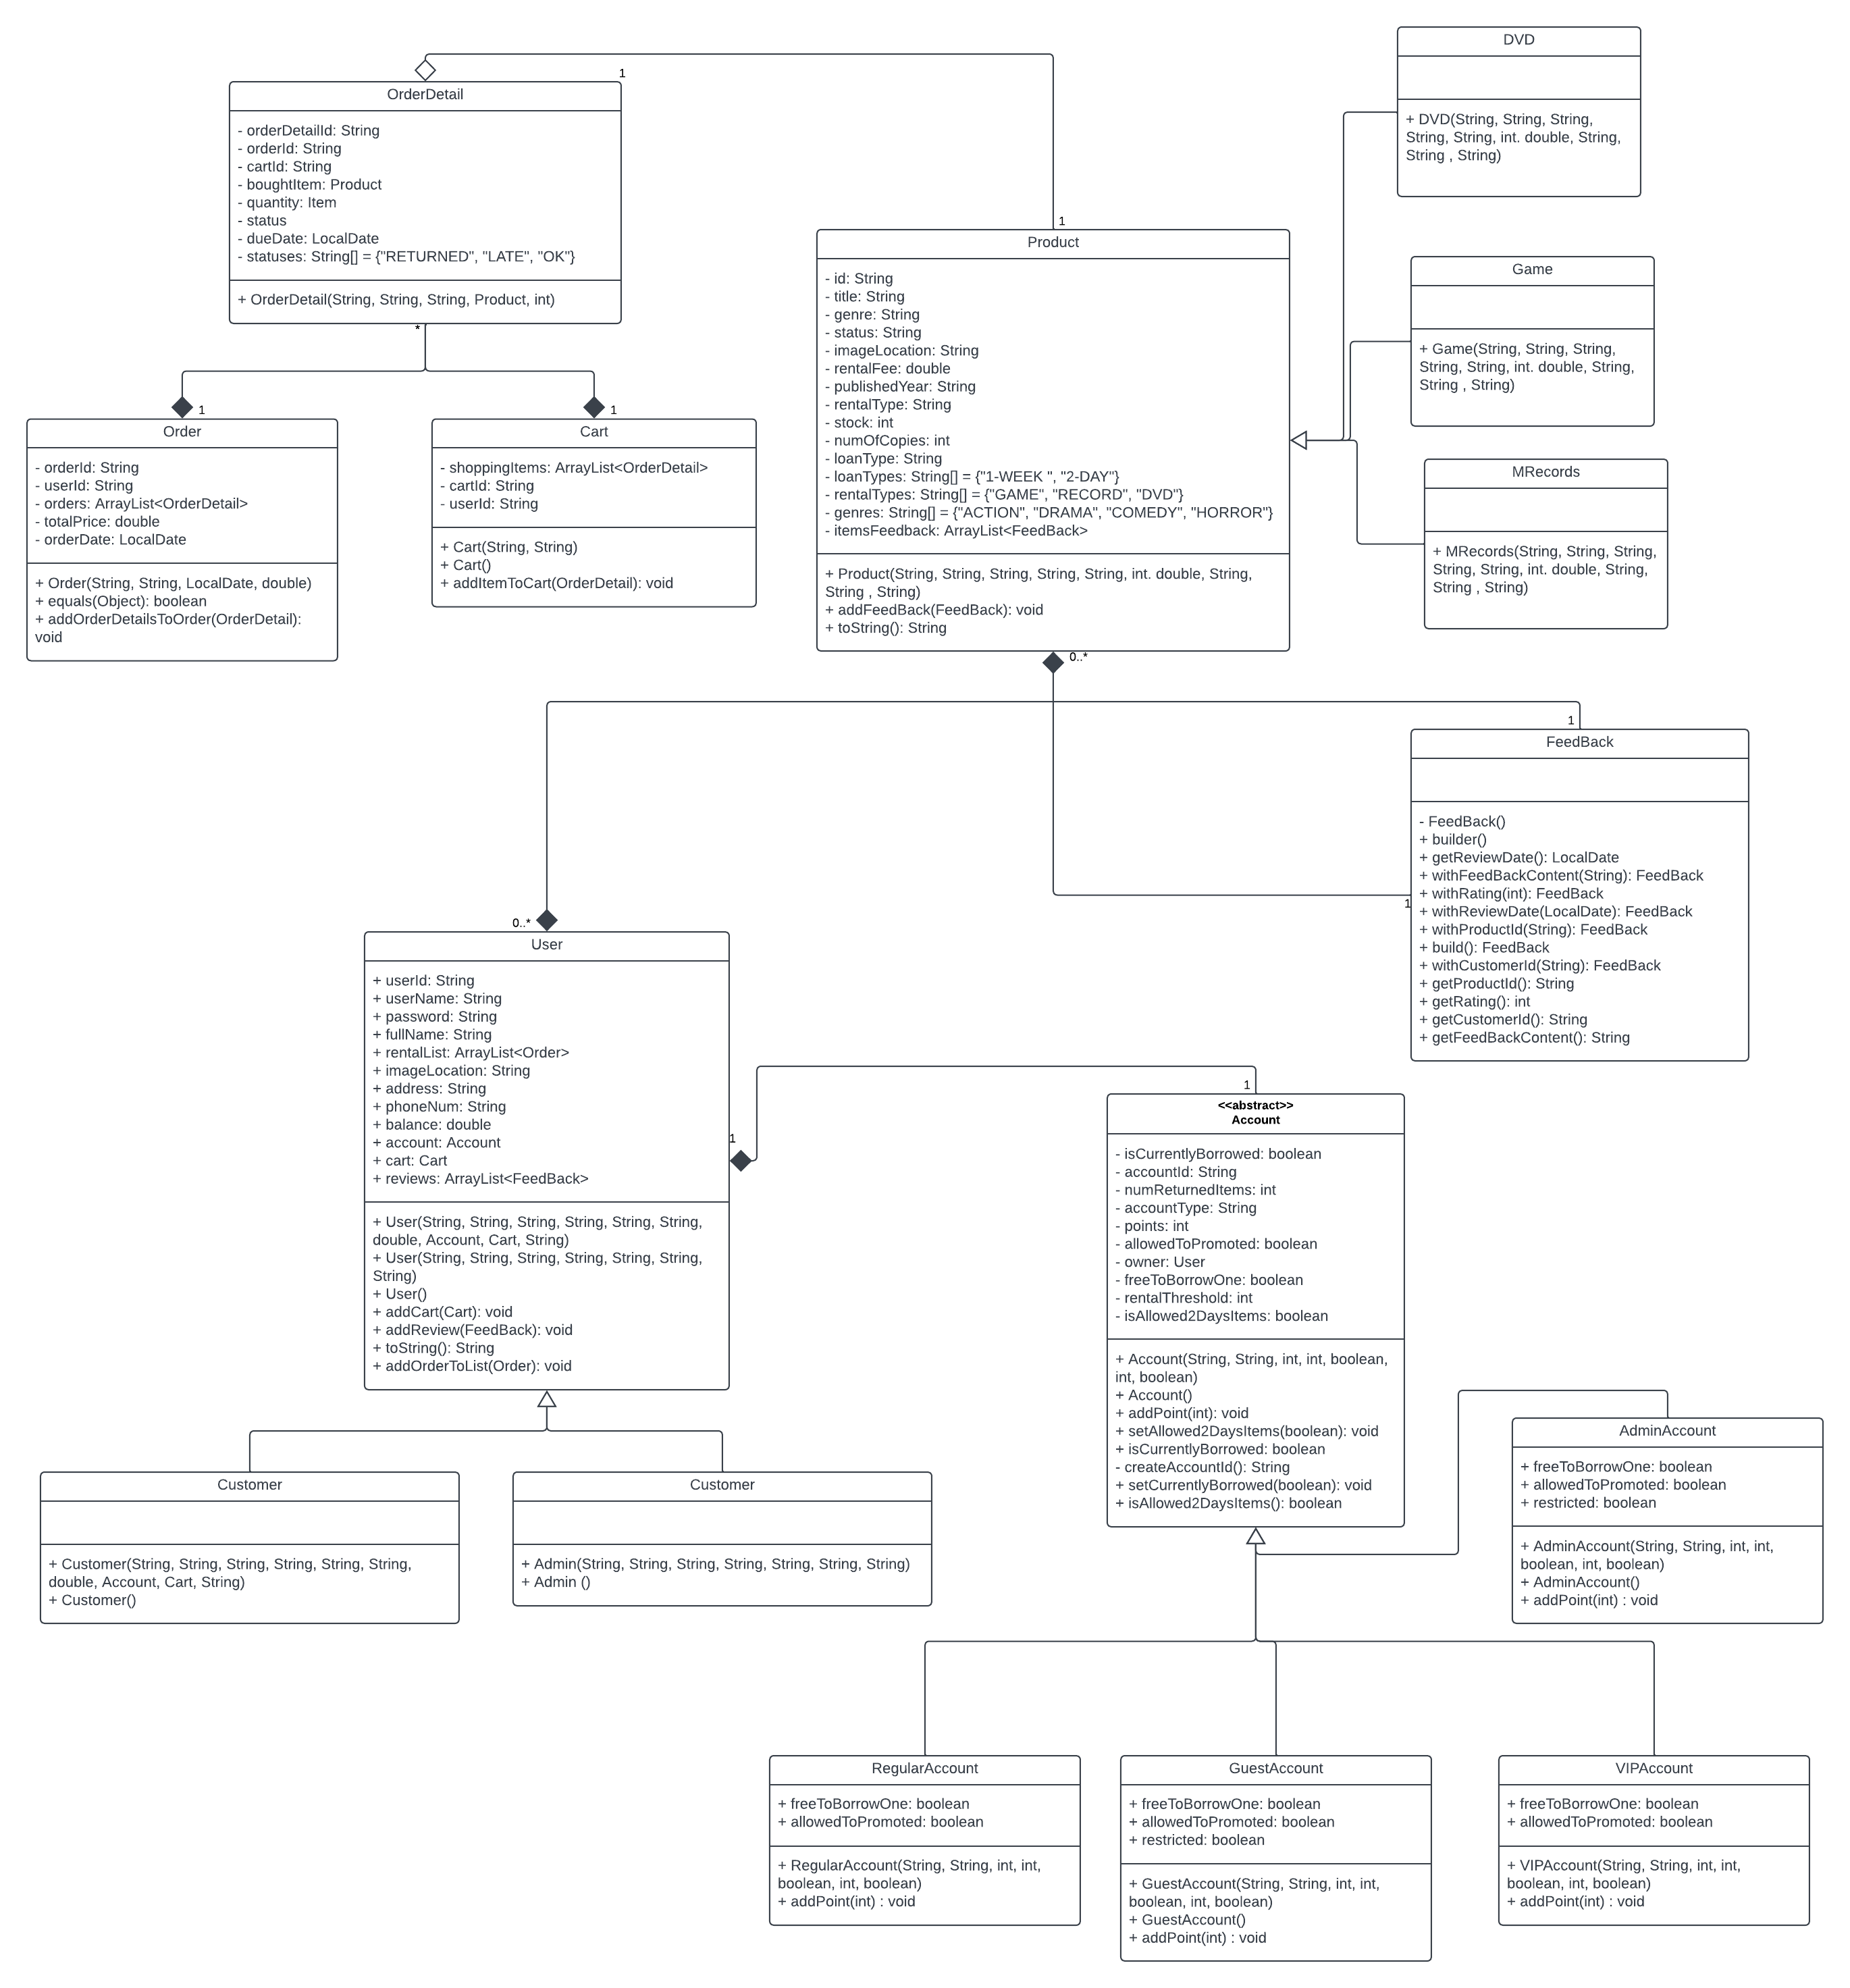 1
OrderDetail
- orderDetailId: String
- orderId: String
- cartId: String
- boughtItem: Product
- quantity: Item
- status
- dueDate: LocalDate
- statuses: String[] = {"RETURNED", "LATE", "OK"}
+ OrderDetail(String, String, String, Product, int)
*
1
Order
- orderId: String
- userId: String
- orders: ArrayList<OrderDetail>
- totalPrice: double
- orderDate: LocalDate
+ Order(String, String, LocalDate, double)
+ equals(Object): boolean
+ addOrderDetailsToOrder(OrderDetail):
void
1
Cart
- shoppingItems: ArrayList<OrderDetail>
- cartId: String
- userId: String
+ Cart(String, String)
+ Cart()
+ addItemToCart(OrderDetail): void
1
Product
- id: String
- title: String
- genre: String
- status: String
- imageLocation: String
- rentalFee: double
- publishedYear: String
- rentalType: String
- stock: int
- numOfCopies: int
- loanType: String
- loanTypes: String[] = {"1-WEEK ", "2-DAY"}
- rentalTypes: String[] = {"GAME", "RECORD", "DVD"}
- genres: String[] = {"ACTION", "DRAMA", "COMEDY", "HORROR"}
- itemsFeedback: ArrayList<FeedBack>
+ Product(String, String, String, String, String, int. double, String,
String , String)
+ addFeedBack(FeedBack): void
+ toString(): String
0..*
DVD
+ DVD(String, String, String,
String, String, int. double, String,
String , String)
Game
+ Game(String, String, String,
String, String, int. double, String,
String , String)
MRecords
+ MRecords(String, String, String,
String, String, int. double, String,
String , String)
1
FeedBack
- FeedBack()
+ builder()
+ getReviewDate(): LocalDate
+ withFeedBackContent(String): FeedBack
+ withRating(int): FeedBack
+ withReviewDate(LocalDate): FeedBack
+ withProductId(String): FeedBack
+ build(): FeedBack
+ withCustomerId(String): FeedBack
+ getProductId(): String
+ getRating(): int
+ getCustomerId(): String
+ getFeedBackContent(): String
1
0..*
User
+ userId: String
+ userName: String
+ password: String
+ fullName: String
+ rentalList: ArrayList<Order>
+ imageLocation: String
+ address: String
+ phoneNum: String
+ balance: double
+ account: Account
+ cart: Cart
+ reviews: ArrayList<FeedBack>
+ User(String, String, String, String, String, String,
double, Account, Cart, String)
+ User(String, String, String, String, String, String,
String)
+ User()
+ addCart(Cart): void
+ addReview(FeedBack): void
+ toString(): String
+ addOrderToList(Order): void
1
1
<<abstract>>
Account
- isCurrentlyBorrowed: boolean
- accountId: String
- numReturnedItems: int
- accountType: String
- points: int
- allowedToPromoted: boolean
- owner: User
- freeToBorrowOne: boolean
- rentalThreshold: int
- isAllowed2DaysItems: boolean
+ Account(String, String, int, int, boolean,
int, boolean)
+ Account()
+ addPoint(int): void
+ setAllowed2DaysItems(boolean): void
+ isCurrentlyBorrowed: boolean
- createAccountId(): String
+ setCurrentlyBorrowed(boolean): void
+ isAllowed2DaysItems(): boolean
Customer
+ Customer(String, String, String, String, String, String,
double, Account, Cart, String)
+ Customer()
Customer
+ Admin(String, String, String, String, String, String, String)
+ Admin ()
AdminAccount
+ freeToBorrowOne: boolean
+ allowedToPromoted: boolean
+ restricted: boolean
+ AdminAccount(String, String, int, int,
boolean, int, boolean)
+ AdminAccount()
+ addPoint(int) : void
RegularAccount
+ freeToBorrowOne: boolean
+ allowedToPromoted: boolean
+ RegularAccount(String, String, int, int,
boolean, int, boolean)
+ addPoint(int) : void
GuestAccount
+ freeToBorrowOne: boolean
+ allowedToPromoted: boolean
+ restricted: boolean
+ GuestAccount(String, String, int, int,
boolean, int, boolean)
+ GuestAccount()
+ addPoint(int) : void
VIPAccount
+ freeToBorrowOne: boolean
+ allowedToPromoted: boolean
+ VIPAccount(String, String, int, int,
boolean, int, boolean)
+ addPoint(int) : void